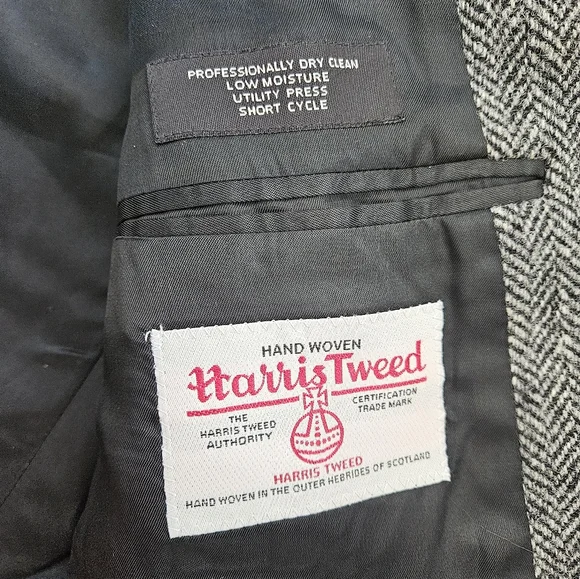 PROFESSIONALLY DRY CLEAN
LOW MOISTURE
UTILITY PRESS
SHORT CYCLE
HAND WOVEN
Harris Tweed
THE
HARRIS TWEED
AUTHORITY
CERTIFICATION
TRADE MARK
HARRIS TWEED
HAND WOVEN IN THE OUTER HEBRIDES OF SCOTLAND